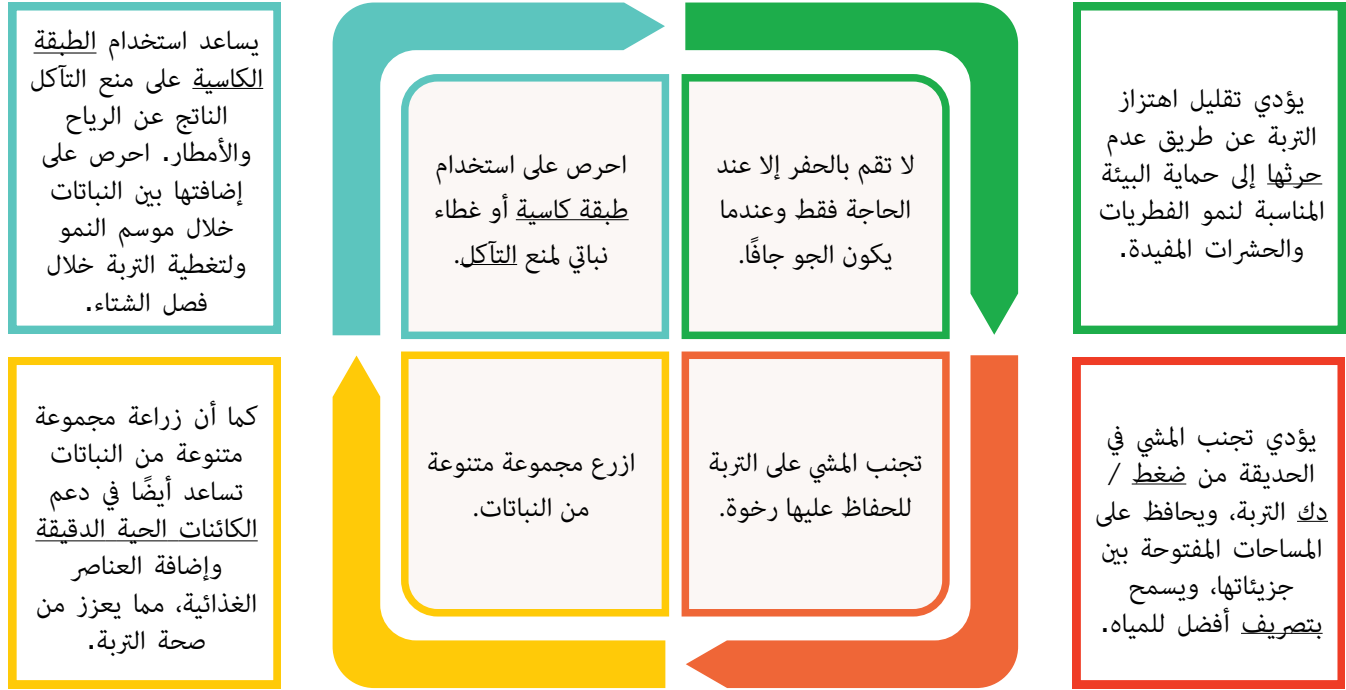 يؤدي تقليل اهتزاز
التربة عن طريق عدم
حرثها إلى حماية البيئة
المناسبة لنمو الفطريات
والحشرات المفيدة.
لا تقم بالحفر إلا عند
الحاجة فقط وعندما
يكون الجو جافًا.
احرص على استخدام
طبقة كاسية أو غطاء
نباتي لمنع التآكل.
يساعد استخدام الطبقة
الكاسية على منع التآكل
الناتج عن الرياح
والأمطار. احرص على
إضافتها بين النباتات
خلال موسم النمو
ولتغطية التربة خلال
فصل الشتاء.
يؤدي تجنب المشي في
الحديقة من ضغط /
دك التربة، ويحافظ على
المساحات المفتوحة بين
جزيئاتها، ويسمح
بتصريف أفضل للمياه.
تجنب المشي على التربة
للحفاظ عليها رخوة.
ازرع مجموعة متنوعة
من النباتات.
كما أن زراعة مجموعة
متنوعة من النباتات
تساعد أيضًا في دعم
الكائنات الحية الدقيقة
وإضافة العناصر
الغذائية، مما يعزز من
صحة التربة.